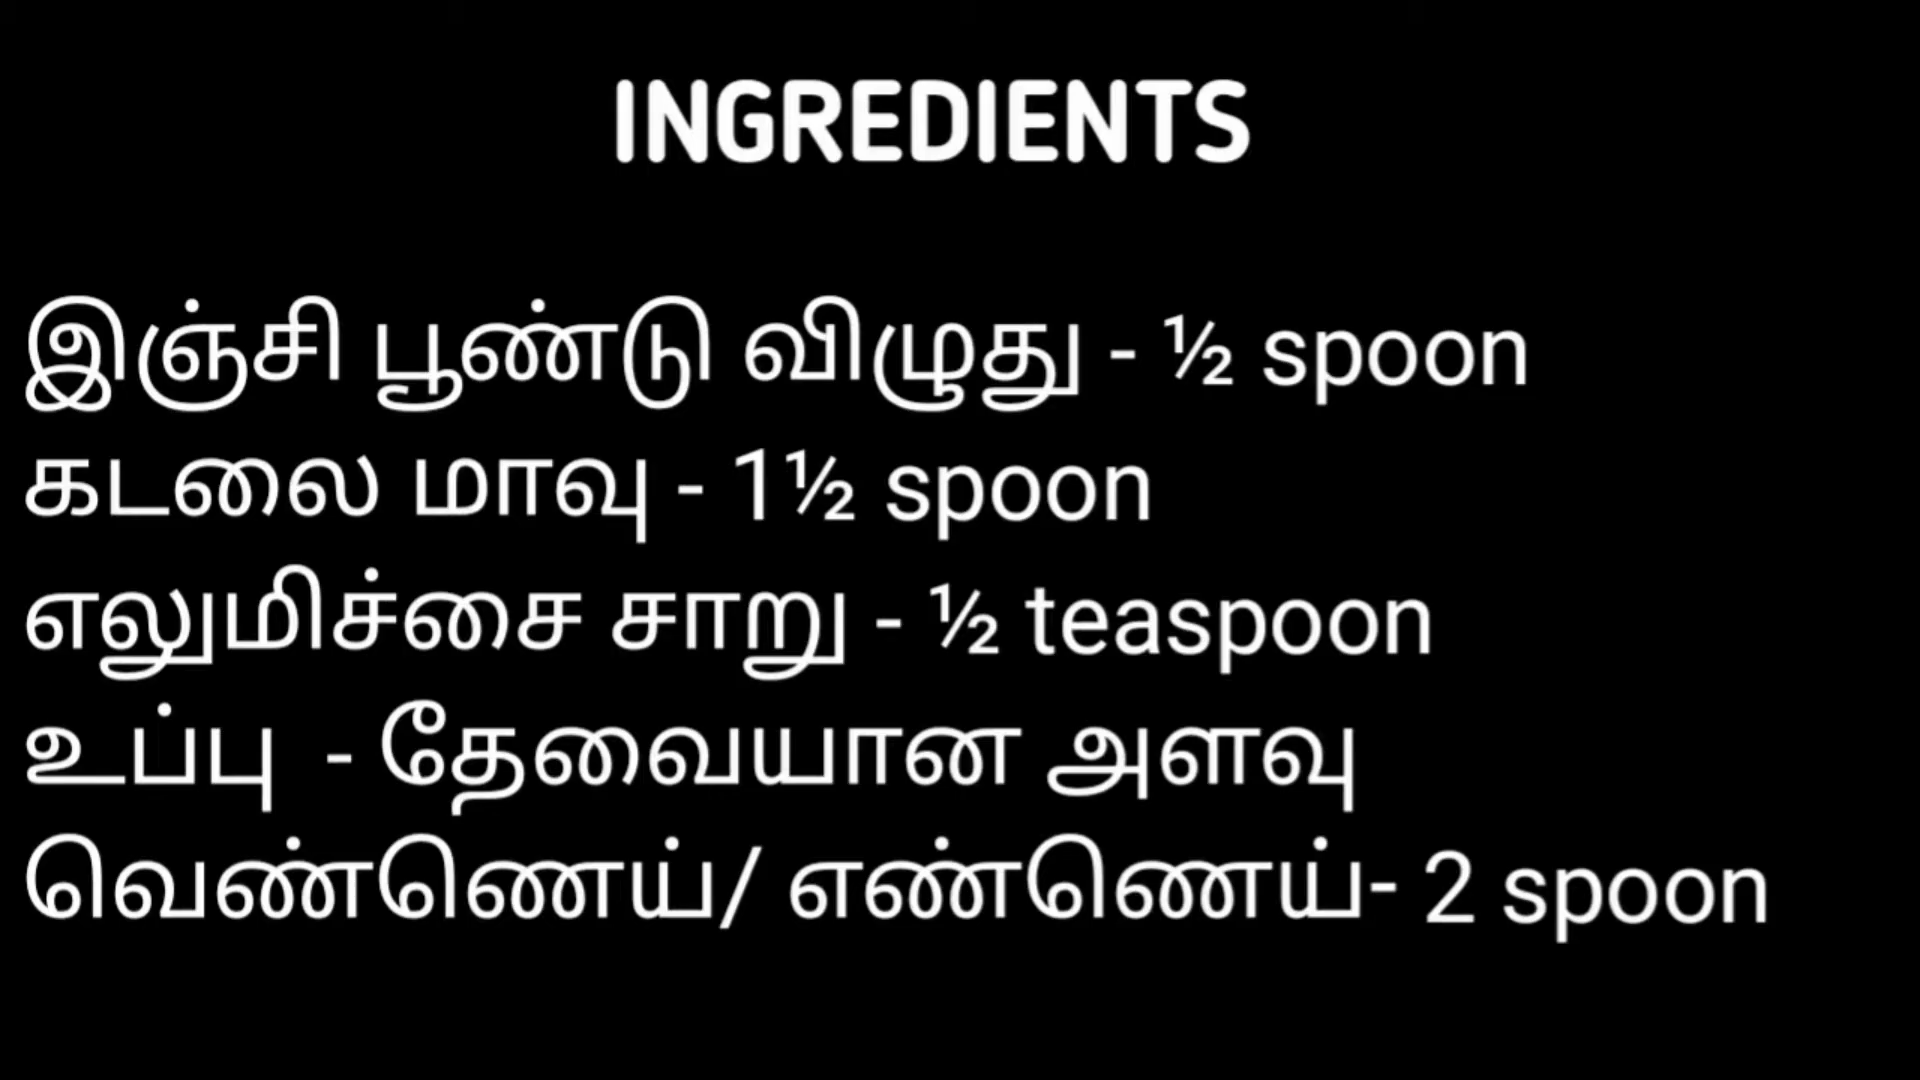 INGREDIENTS
இஞ்சி பூண்டு விழுது - ½ spoon
கடலை மாவு - 1½ spoon
எலுமிச்சை சாறு - ½ teaspoon
உப்பு - தேவையான அளவு
வெண்ணெய்/ எண்ணெய்- 2 spoon